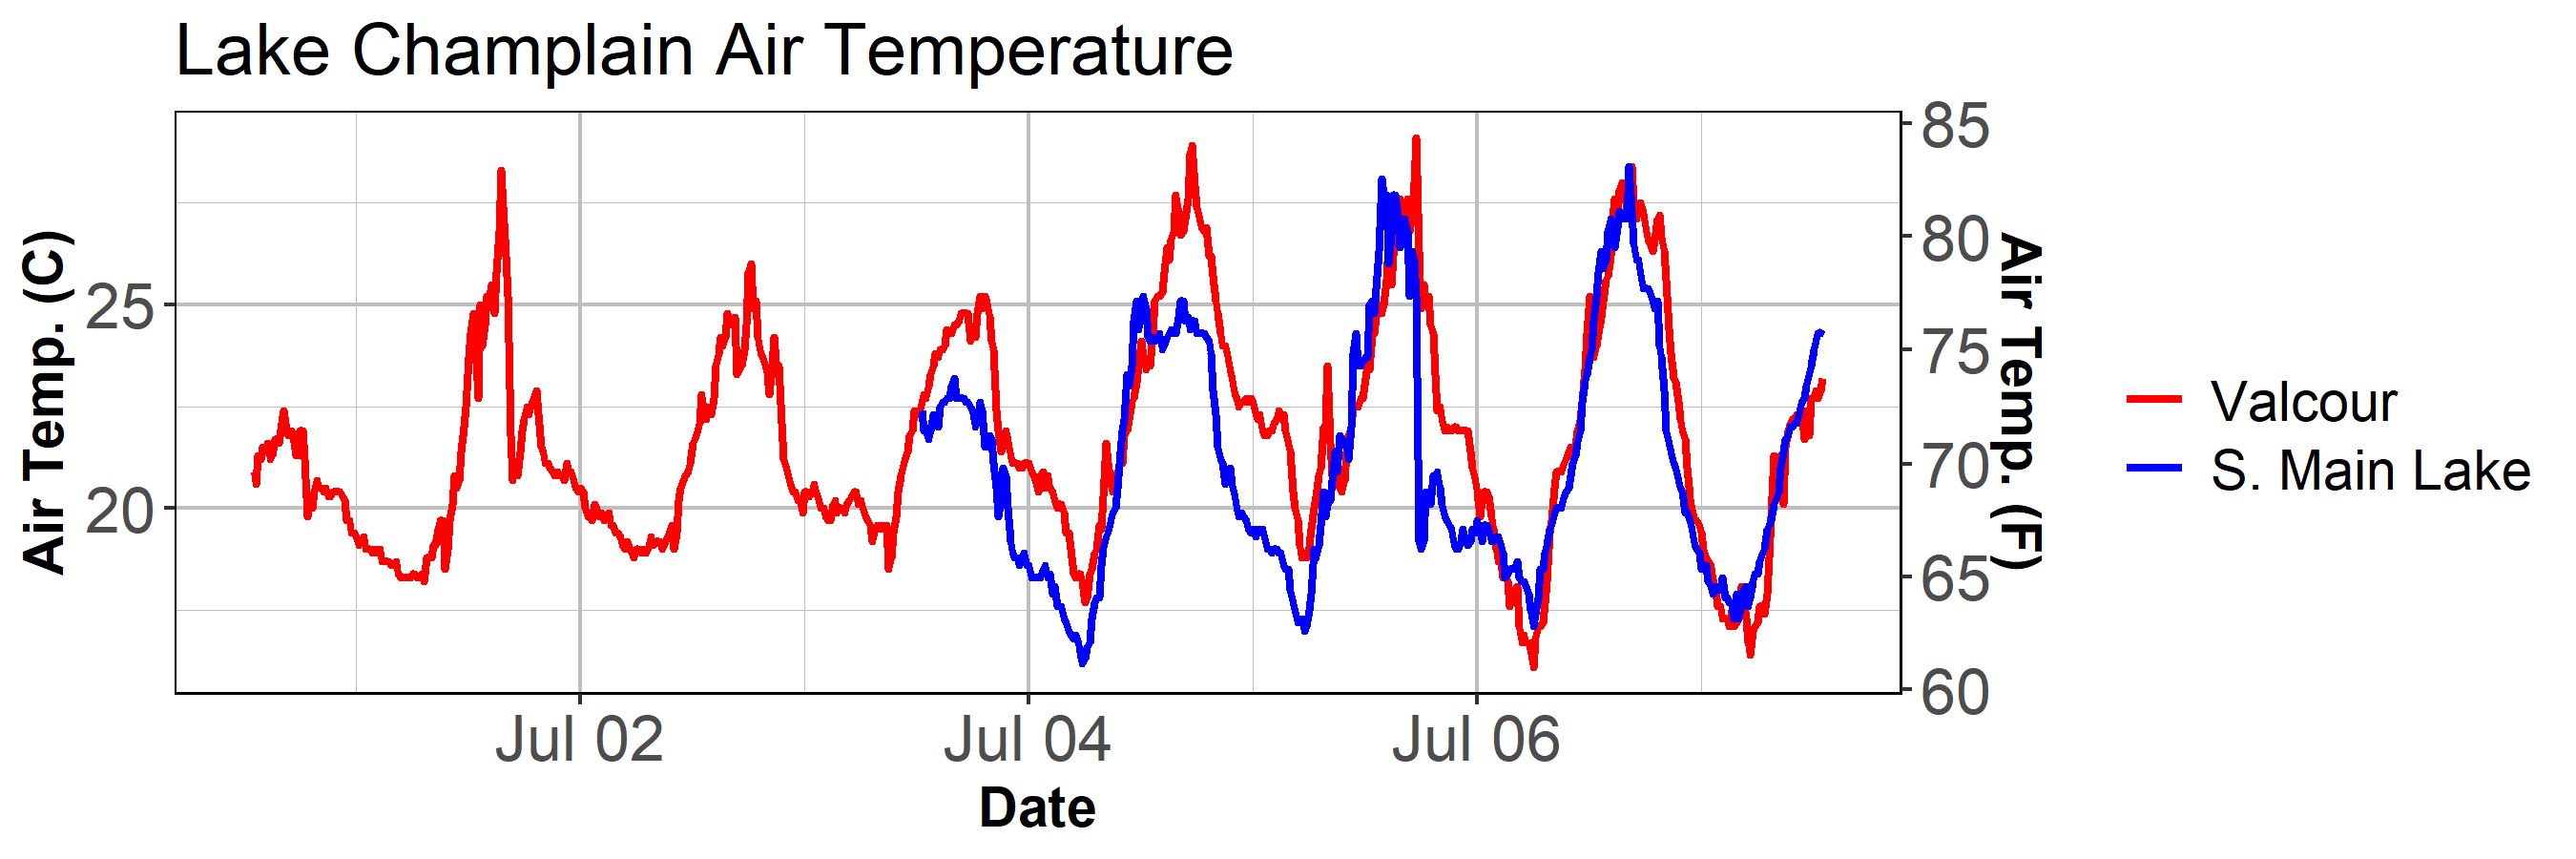 Lake Champlain Air Temperature
Air Temp. (C)
25
20
85
80
75
70
65
60
Air Temp. (F)
Jul 02
Jul 04
Jul 06
Date
Valcour
S. Main Lake